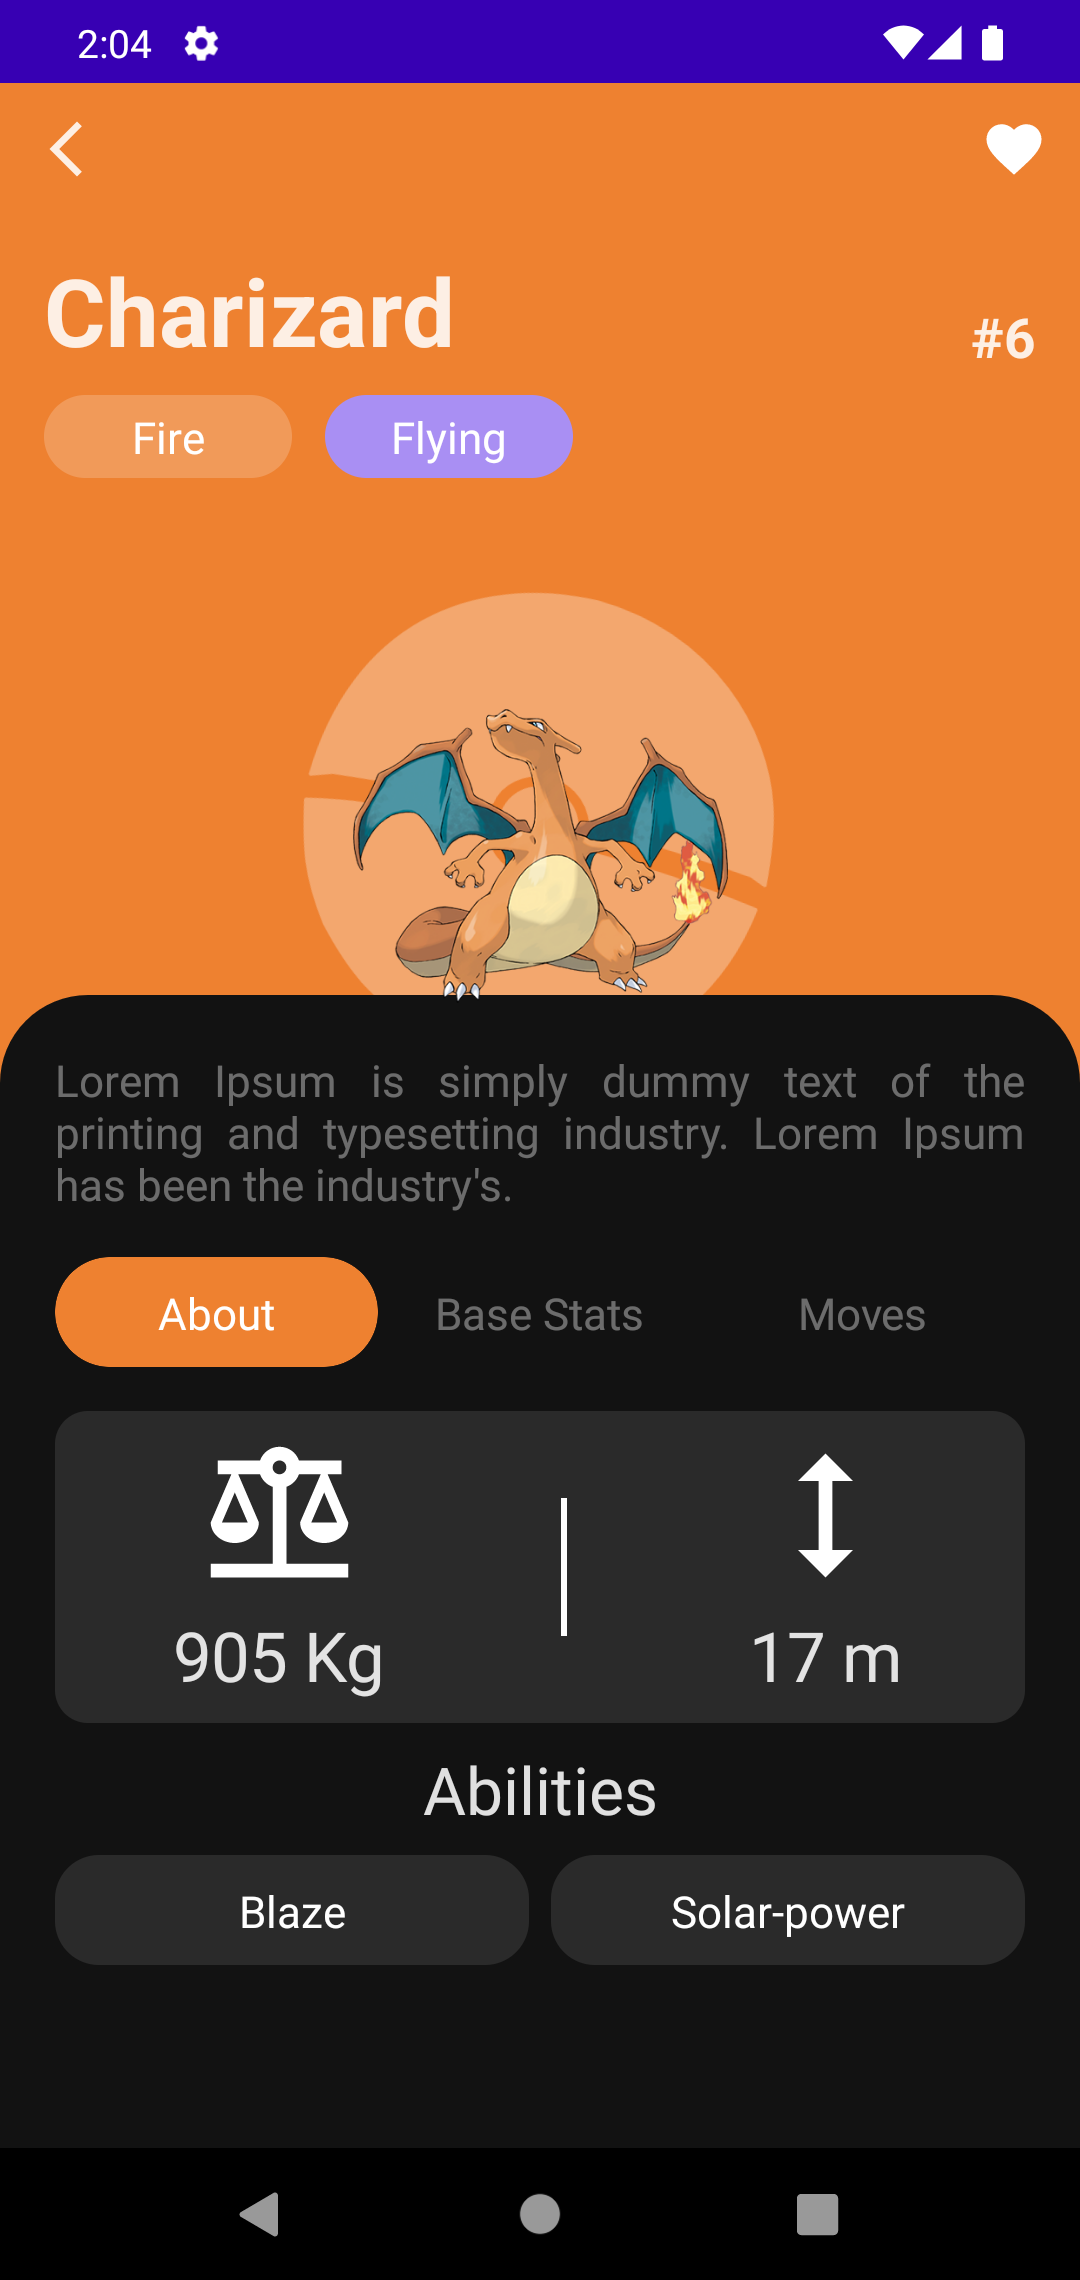 2:04
Charizard
#6
Fire Flying
Lorem Ipsum is simply dummy text of the
printing and typesetting industry. Lorem Ipsum
has been the industry's.
About Base Stats Moves
905 Kg 17 m
Abilities
Blaze Solar-power